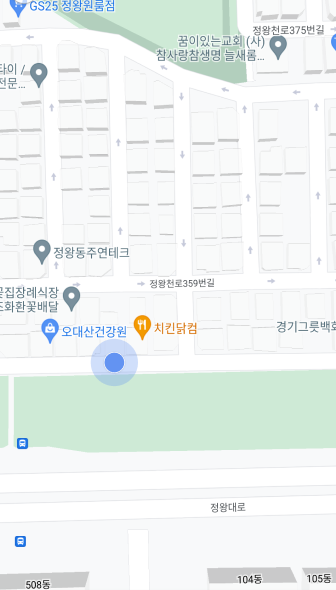 GS25 정왕원룸점
정왕천로375번길
꿈이있는교회 (사)
참사랑참생명 늘새롬...
타이 /
전문...
정왕동주연테크
정왕천로359번길
꽃집장례식장
조화환꽃배달
오대산건강원
치킨닭컴
경기그릇백화
정왕대로
508동
104동
105동